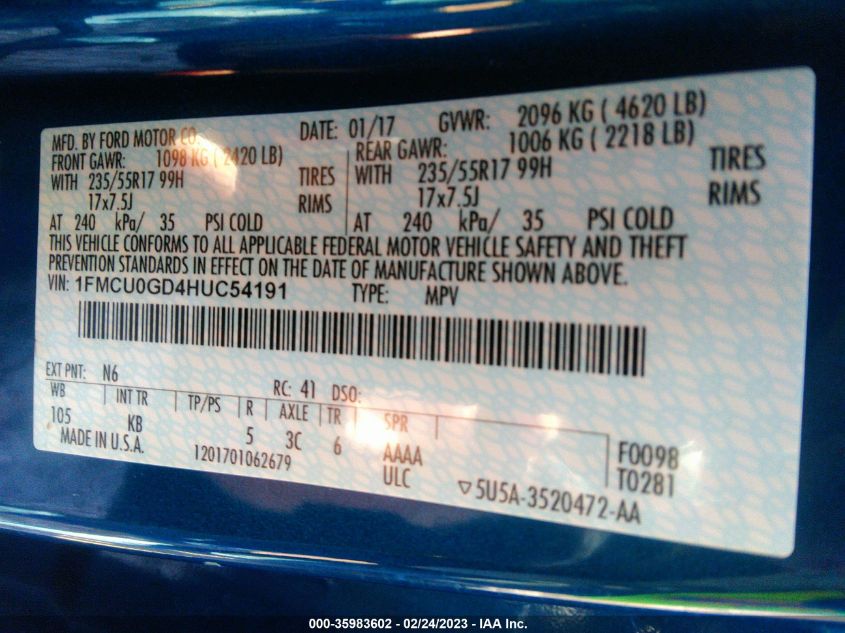 MFD. BY FORD MOTOR CO. DATE: 01/17 GVWR: 2096 KG ( 4620 LB)
FRONT GAWR: 1098 KG ( 2420 LB) REAR GAWR: 1006 KG ( 2218 LB)
WITH 235/55R17 99H TIRES WITH 235/55R17 99H TIRES
17x7.5J RIMS 17x7.5J RIMS
AT 240 kPa/ 35 PSI COLD AT 240 kPa/ 35 PSI COLD
THIS VEHICLE CONFORMS TO ALL APPLICABLE FEDERAL MOTOR VEHICLE SAFETY AND THEFT
PREVENTION STANDARDS IN EFFECT ON THE DATE OF MANUFACTURE SHOWN ABOVE.
VIN: 1FMCU0GD4HUC54191 TYPE: MPV
EXT PNT: N6 RC: 41 DSO:
WB INT TR TP/PS R AXLE TR SPR
105 KB 5 3C 6 AAAA F0098
MADE IN U.S.A. 1201701062679 ULC T0281
▽5U5A-3520472-AA
000-35983602 - 02/24/2023 - IAA Inc.